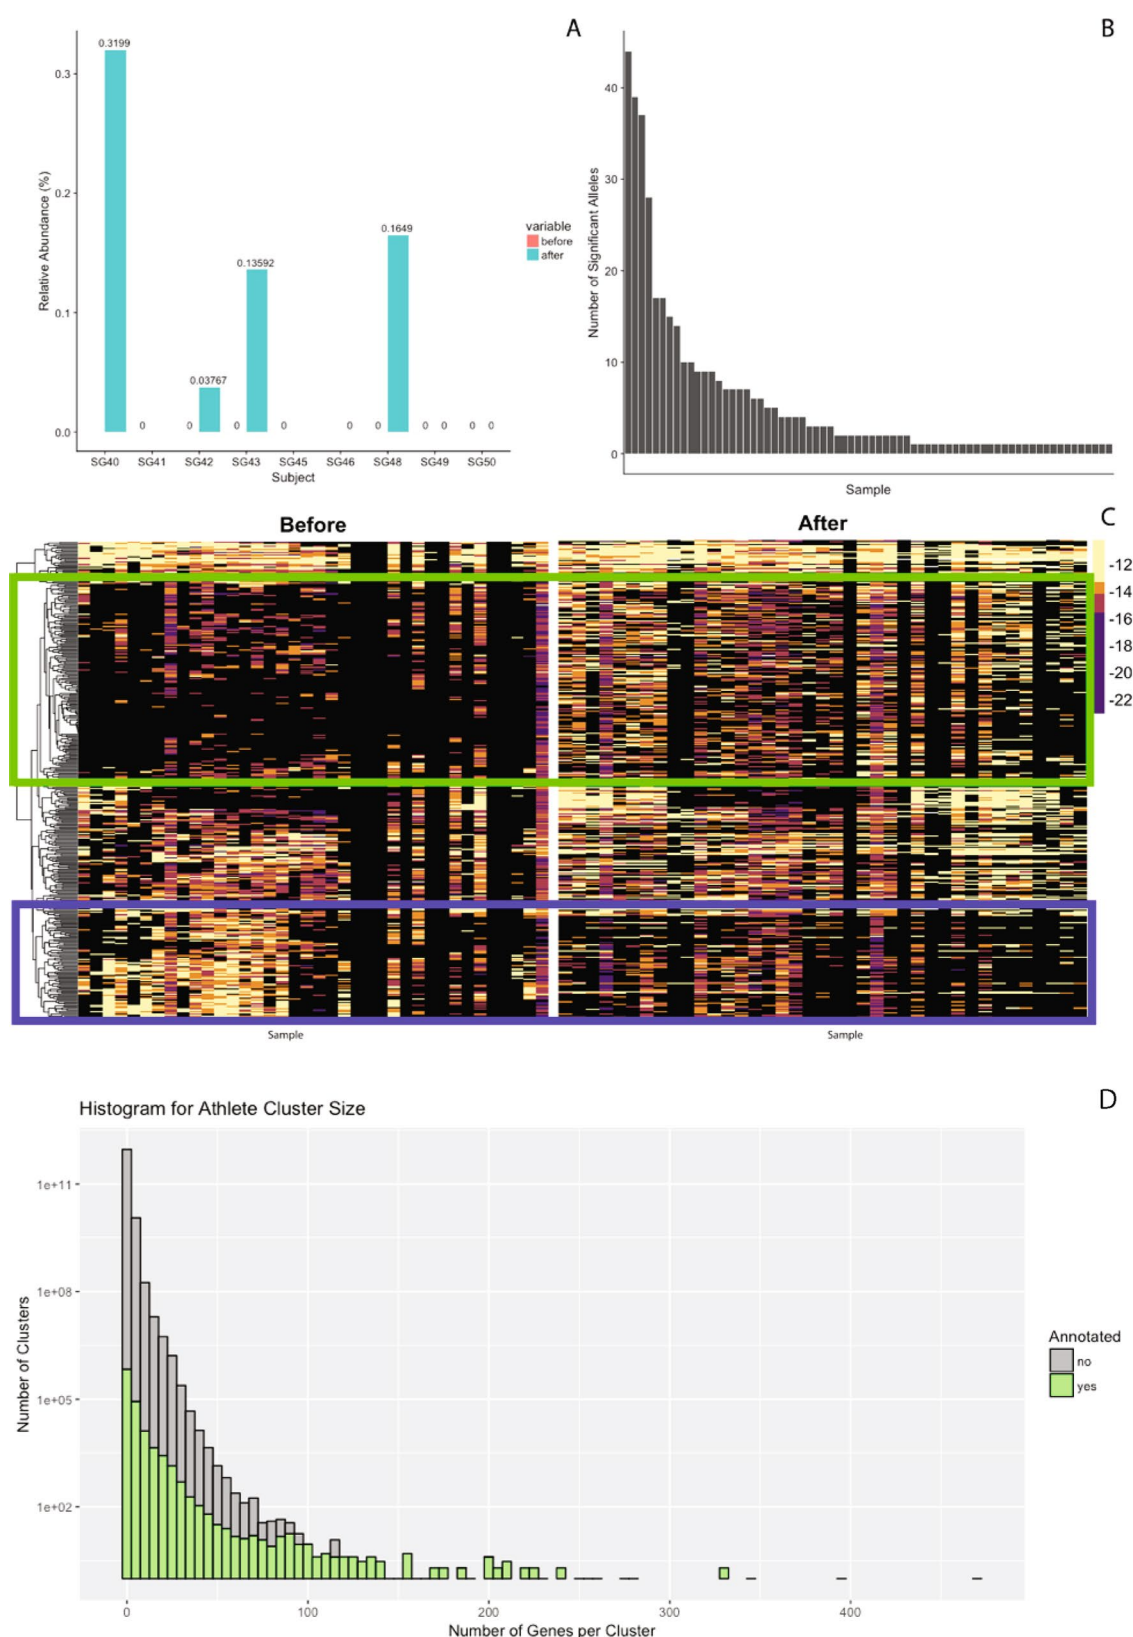 A
0.3199
0.3
0.2
0.1
0.0
Relative Abundance (%)
0.03767
0.13592
0.1649
0 0 0 0 0 0 0 0 0 0
SG40 SG41 SG42 SG43 SG45 SG46 SG48 SG49 SG50
Subject
variable
before
after
B
40
30
20
10
0
Number of Significant Alleles
Sample
C
Before After
-12
-14
-16
-18
-20
-22
Sample Sample
D
Histogram for Athlete Cluster Size
1e+11
1e+08
1e+05
1e+02
Number of Clusters
0 100 200 300 400
Number of Genes per Cluster
Annotated
no
yes